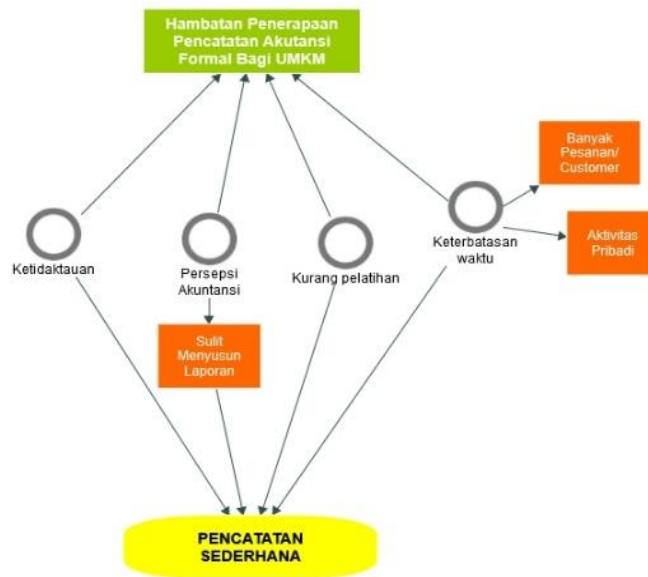 Hambatan Penerapaan
Pencatatan Akutansi
Formal Bagi UMKM
Banyak
Pesanan/
Customer
Aktivitas
Pribadi
Ketidaktauan
Persepsi
Akuntansi
Kurang pelatihan
Keterbatasan
waktu
Sulit
Menyusun
Laporan
PENCATATAN
SEDERHANA